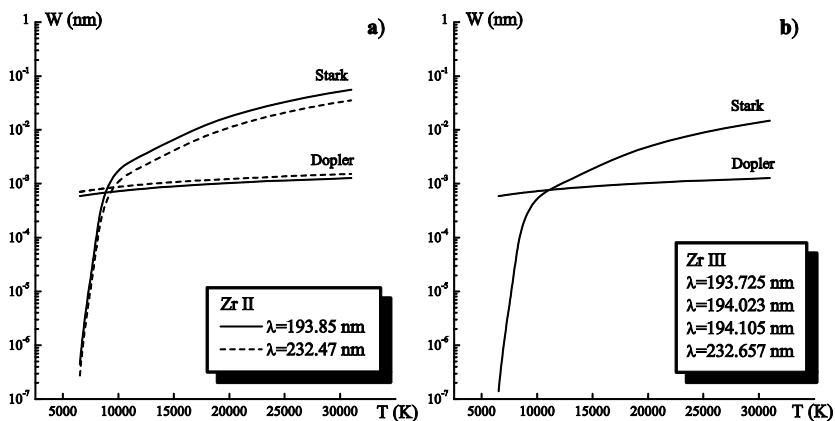 W (nm)
a)
1
10⁻¹
10⁻²
10⁻³
10⁻⁴
10⁻⁵
10⁻⁶
10⁻⁷
Stark
Dopler
Zr II
λ=193.85 nm
λ=232.47 nm
5000 10000 15000 20000 25000 30000 T (K)
W (nm)
b)
1
10⁻¹
10⁻²
10⁻³
10⁻⁴
10⁻⁵
10⁻⁶
10⁻⁷
Stark
Dopler
Zr III
λ=193.725 nm
λ=194.023 nm
λ=194.105 nm
λ=232.657 nm
5000 10000 15000 20000 25000 30000 T (K)